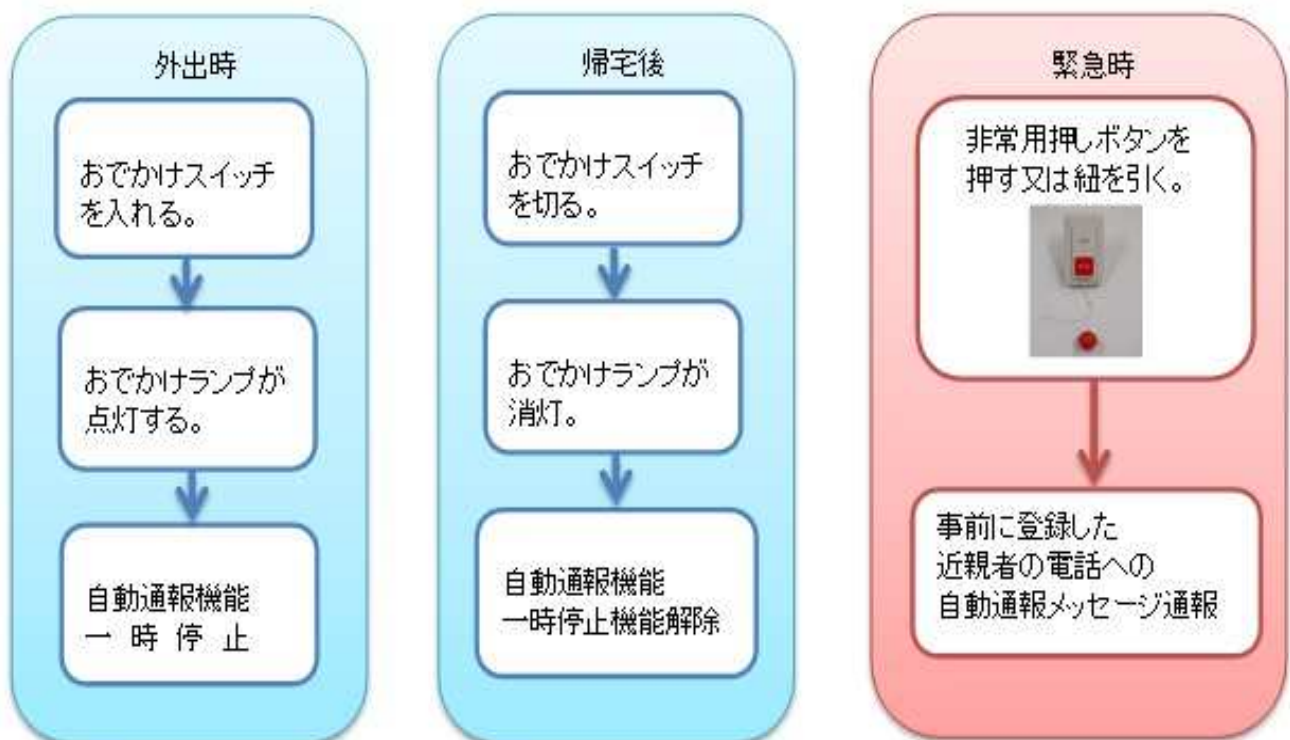 外出時
おでかけスイッチ
を入れる。
おでかけランプが
点灯する。
自動通報機能
一 時 停 止
帰宅後
おでかけスイッチ
を切る。
おでかけランプが
消灯。
自動通報機能
一時停止機能解除
緊急時
非常用押しボタンを
押す又は紐を引く。
事前に登録した
近親者の電話への
自動通報メッセージ通報